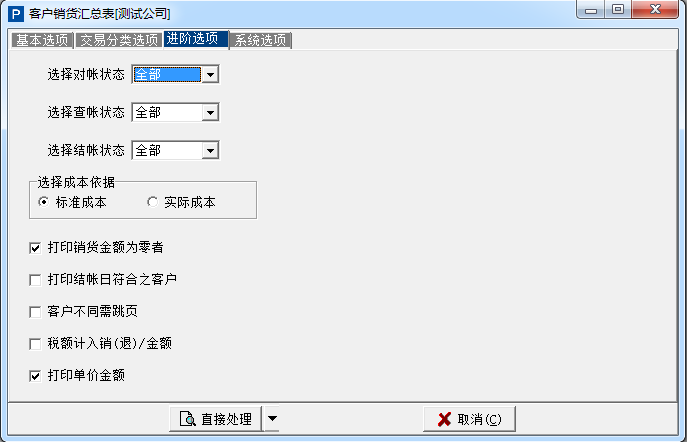 P 客户销货汇总表[测试公司]
基本选项 交易分类选项 进阶选项 系统选项
选择对帐状态 全部
选择查帐状态 全部
选择结帐状态 全部
选择成本依据
标准成本 实际成本
打印销货金额为零者
打印结帐日符合之客户
客户不同需跳页
税额计入销(退)/金额
打印单价金额
直接处理 取消(C)